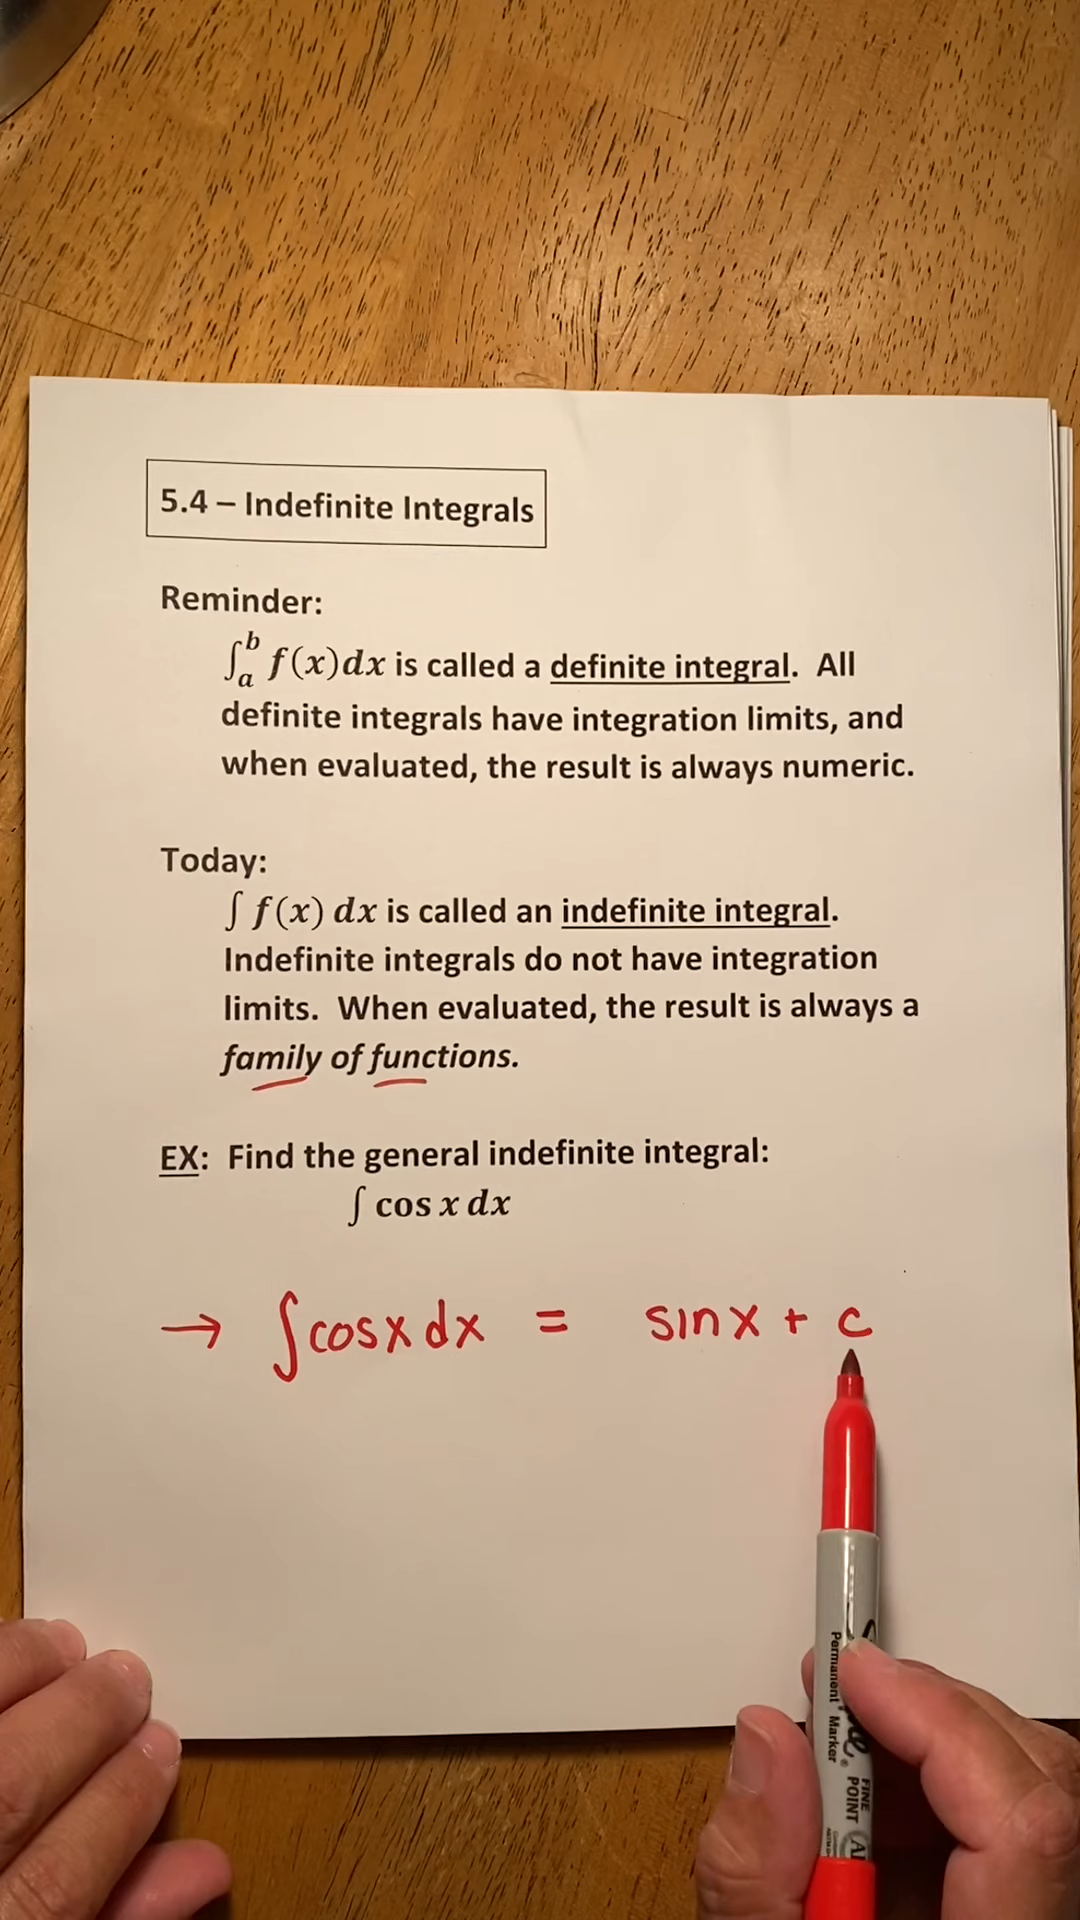 5.4 – Indefinite Integrals
Reminder:
∫ₐᵇ f(x)dx is called a definite integral. All
definite integrals have integration limits, and
when evaluated, the result is always numeric.
Today:
∫ f(x) dx is called an indefinite integral.
Indefinite integrals do not have integration
limits. When evaluated, the result is always a
family of functions.
EX: Find the general indefinite integral:
∫ cos x dx
→ ∫cosx dx = sinx + c
Permanent Marker
FINE
POINT